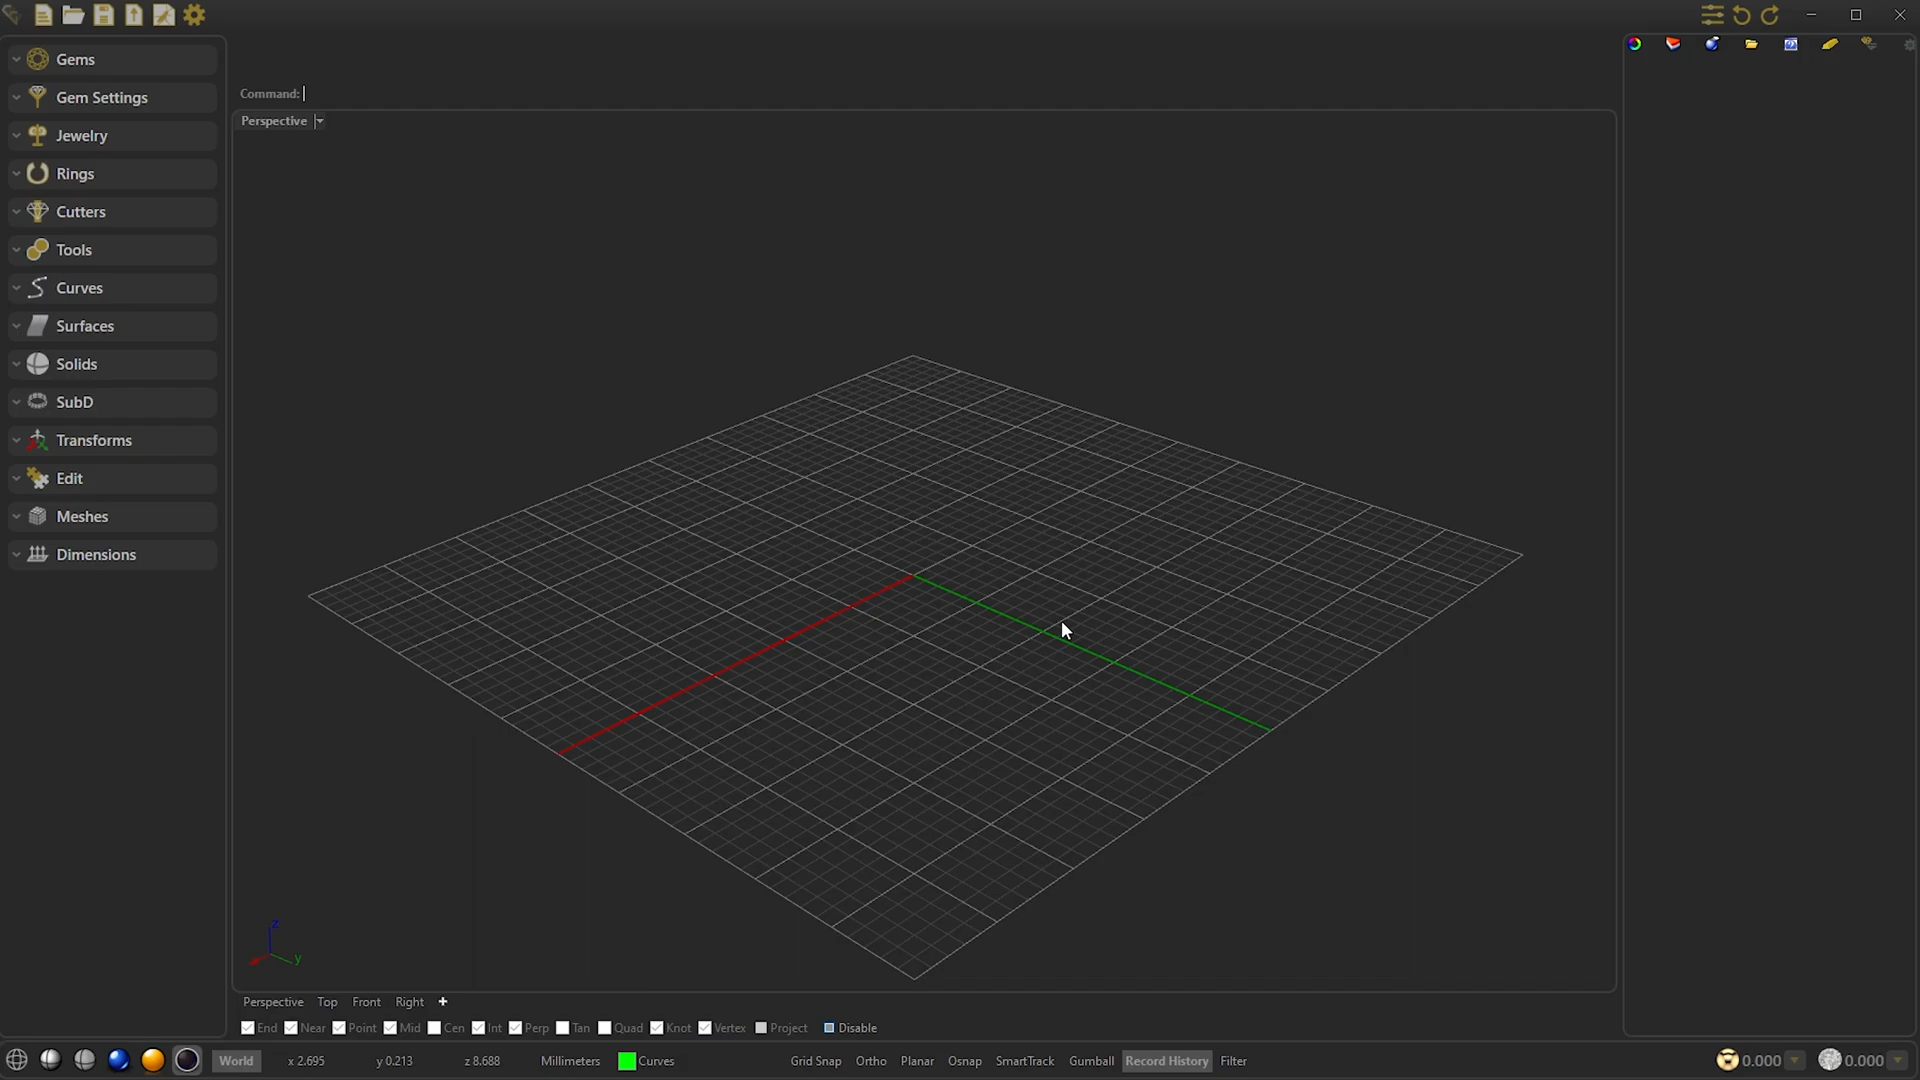 Gems
Gem Settings
Jewelry
Rings
Cutters
Tools
Curves
Surfaces
Solids
SubD
Transforms
Edit
Meshes
Dimensions
Command:
Perspective
z
y
Perspective Top Front Right
End Near Point Mid Cen Int Perp Tan Quad Knot Vertex Project Disable
World x 2.695 y 0.213 z 8.688 Millimeters Curves Grid Snap Ortho Planar Osnap SmartTrack Gumball Record History Filter 0.000 0.000